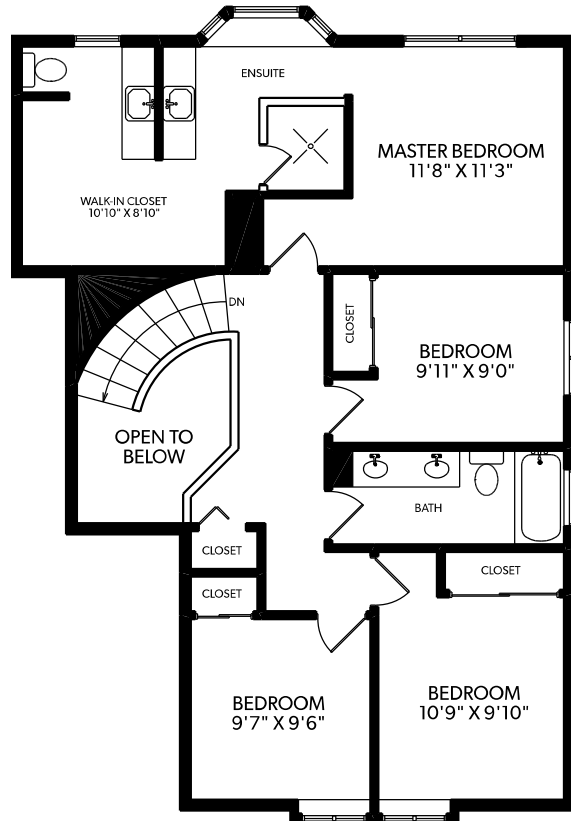 ENSUITE
MASTER BEDROOM
11'8" X 11'3"
WALK-IN CLOSET
10'10" X 8'10"
DN
CLOSET
BEDROOM
9'11" X 9'0"
OPEN TO
BELOW
BATH
CLOSET
CLOSET
CLOSET
BEDROOM
9'7" X 9'6"
BEDROOM
10'9" X 9'10"